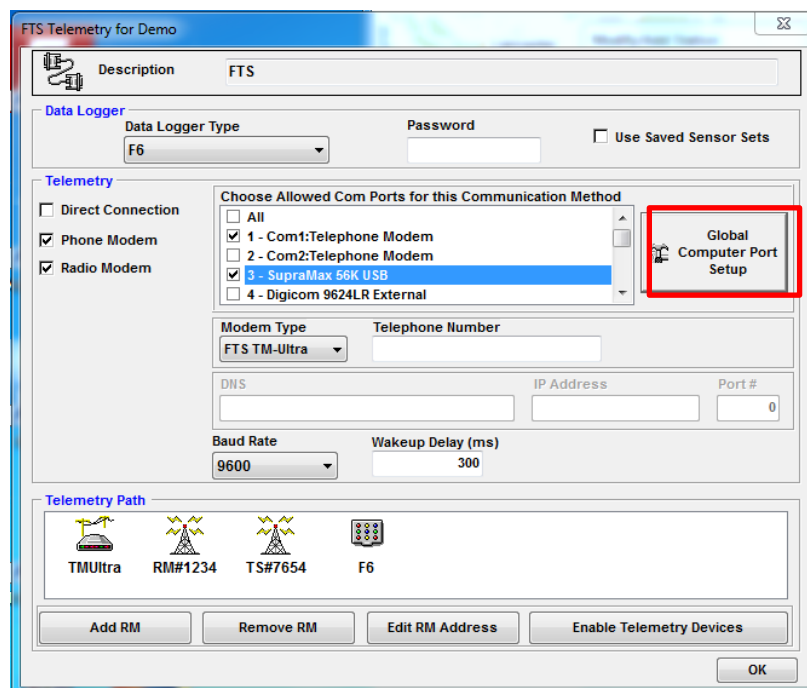 FTS Telemetry for Demo
Description
FTS
Data Logger
Data Logger Type
Password
F6
Use Saved Sensor Sets
Telemetry
Direct Connection
Phone Modem
Radio Modem
Choose Allowed Com Ports for this Communication Method
All
1 - Com1:Telephone Modem
2 - Com2:Telephone Modem
3 - SupraMax 56K USB
4 - Digicom 9624LR External
Global
Computer Port
Setup
Modem Type
Telephone Number
FTS TM-Ultra
DNS
IP Address
Port #
0
Baud Rate
Wakeup Delay (ms)
9600
300
Telemetry Path
TMUltra
RM#1234
TS#7654
F6
Add RM
Remove RM
Edit RM Address
Enable Telemetry Devices
OK